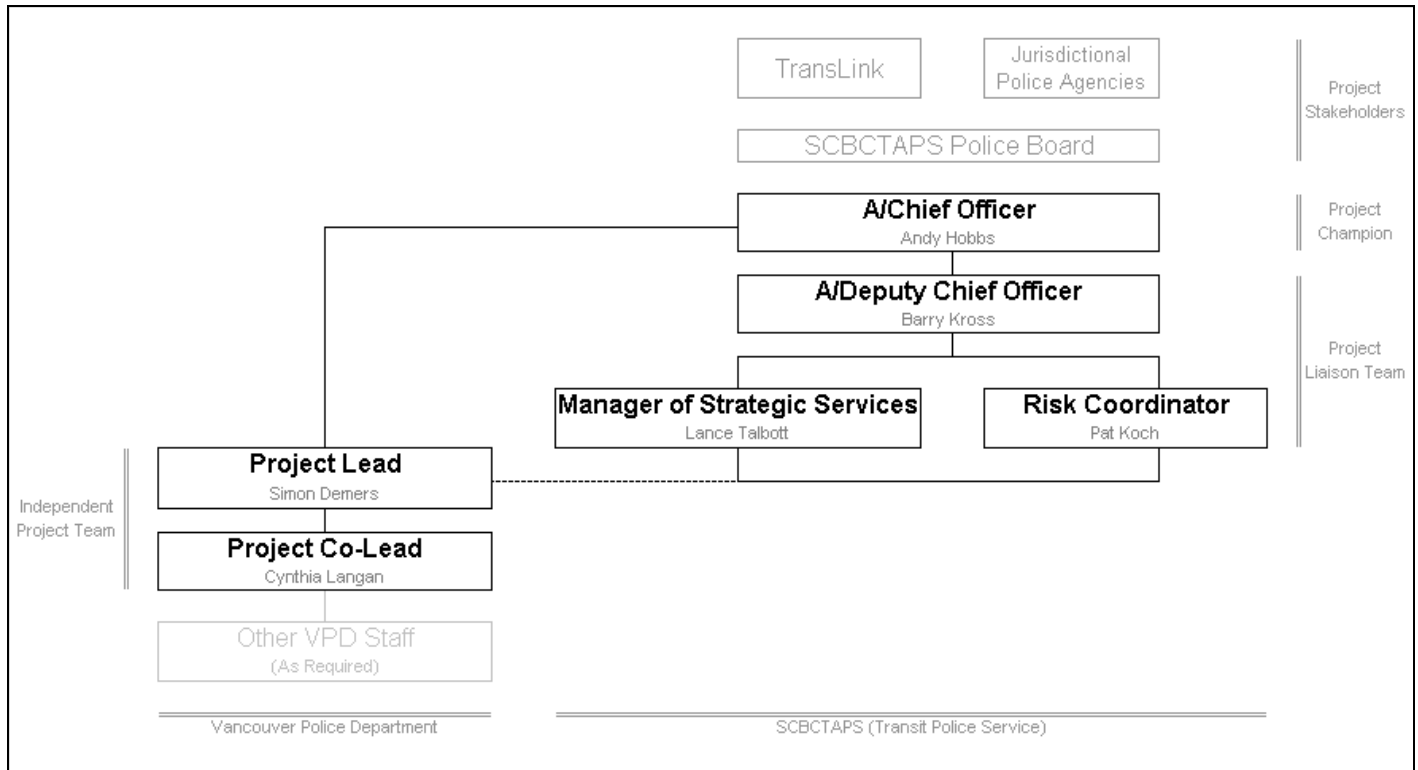 TransLink
Jurisdictional
Police Agencies
Project
Stakeholders
SCBCTAPS Police Board
A/Chief Officer
Andy Hobbs
Project
Champion
A/Deputy Chief Officer
Barry Kross
Project
Liaison Team
Manager of Strategic Services
Lance Talbott
Risk Coordinator
Pat Koch
Independent
Project Team
Project Lead
Simon Demers
Project Co-Lead
Cynthia Langan
Other VPD Staff
(As Required)
Vancouver Police Department
SCBCTAPS (Transit Police Service)